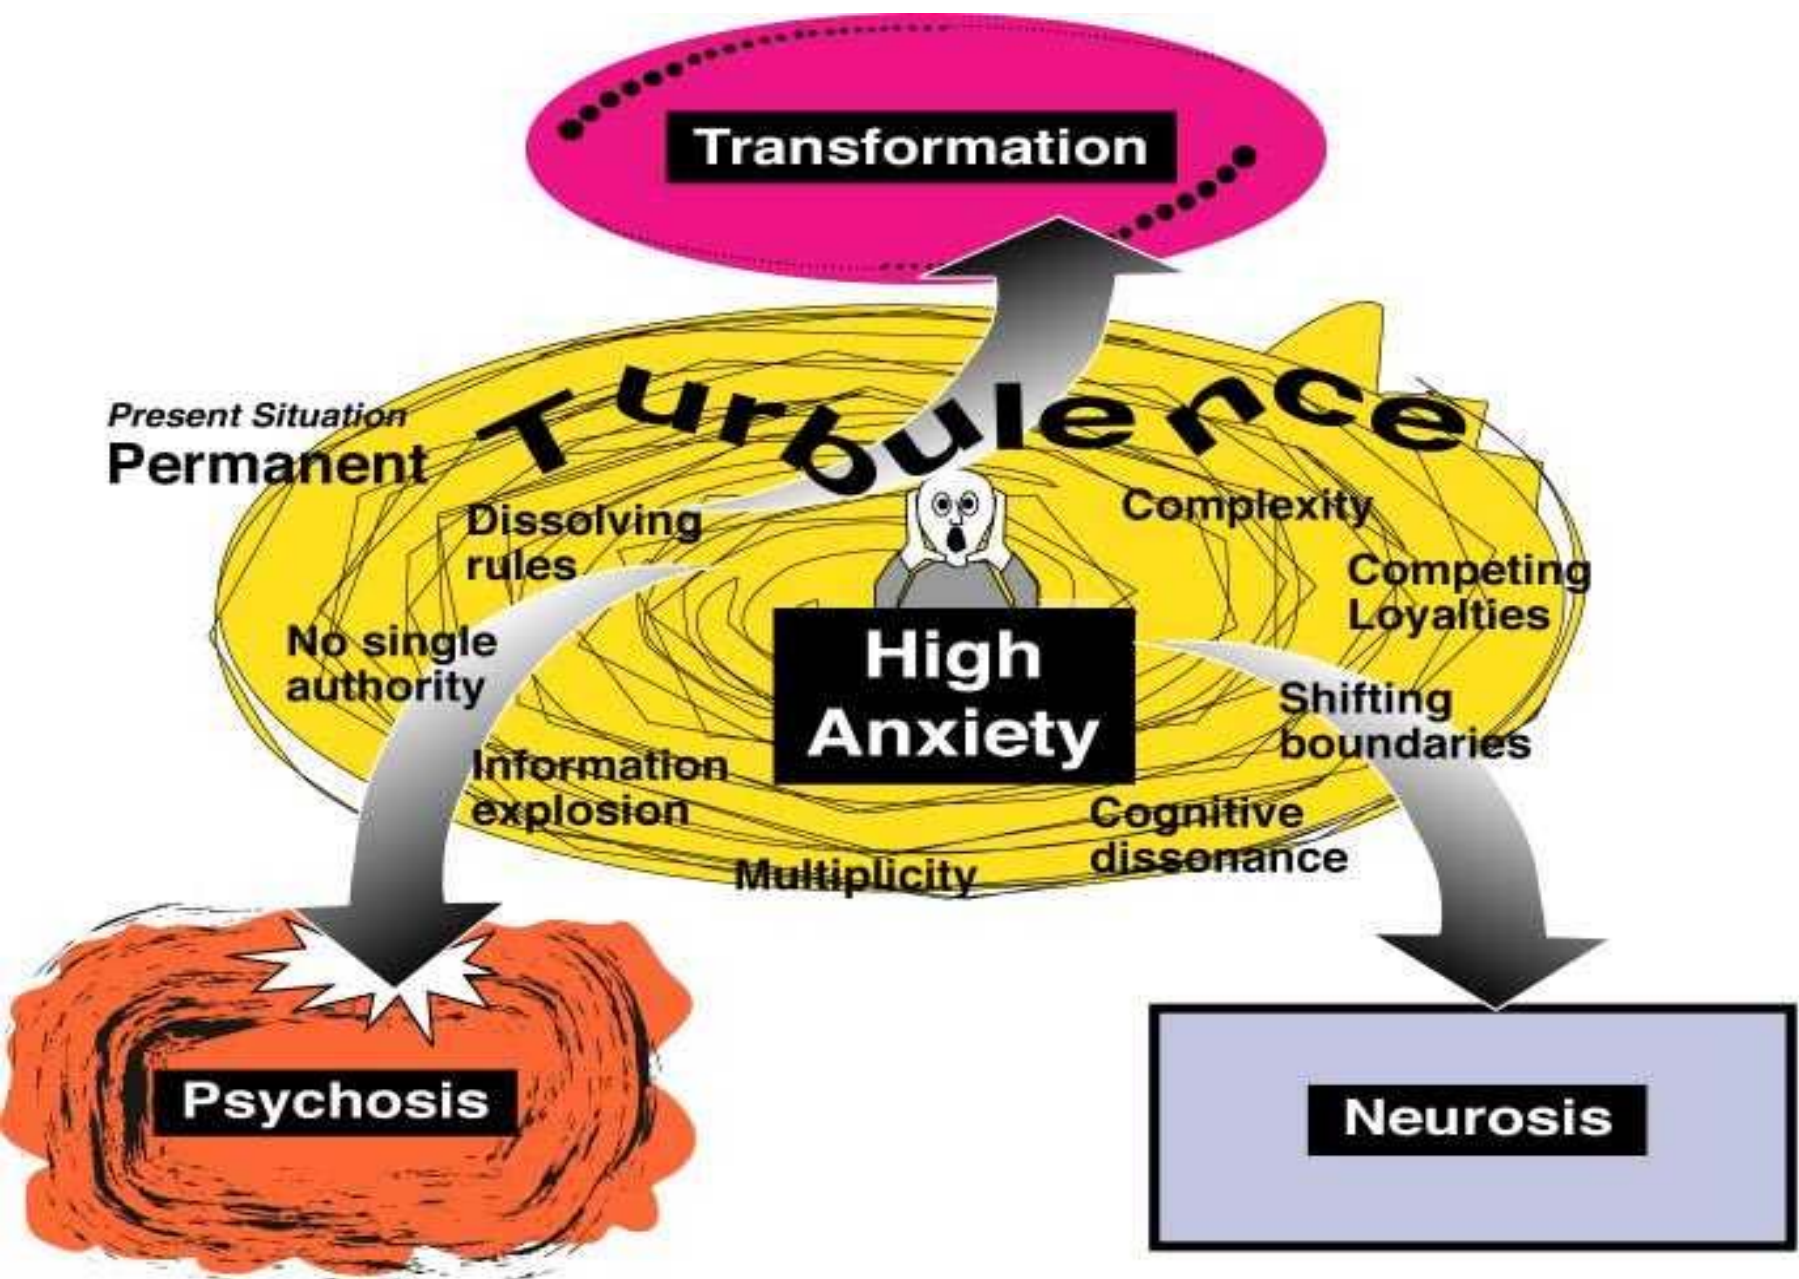 Transformation
Turbulence
Present Situation
Permanent
Dissolving
rules
Complexity
Competing
Loyalties
No single
authority
High
Anxiety
Shifting
boundaries
Information
explosion
Cognitive
dissonance
Multiplicity
Psychosis
Neurosis